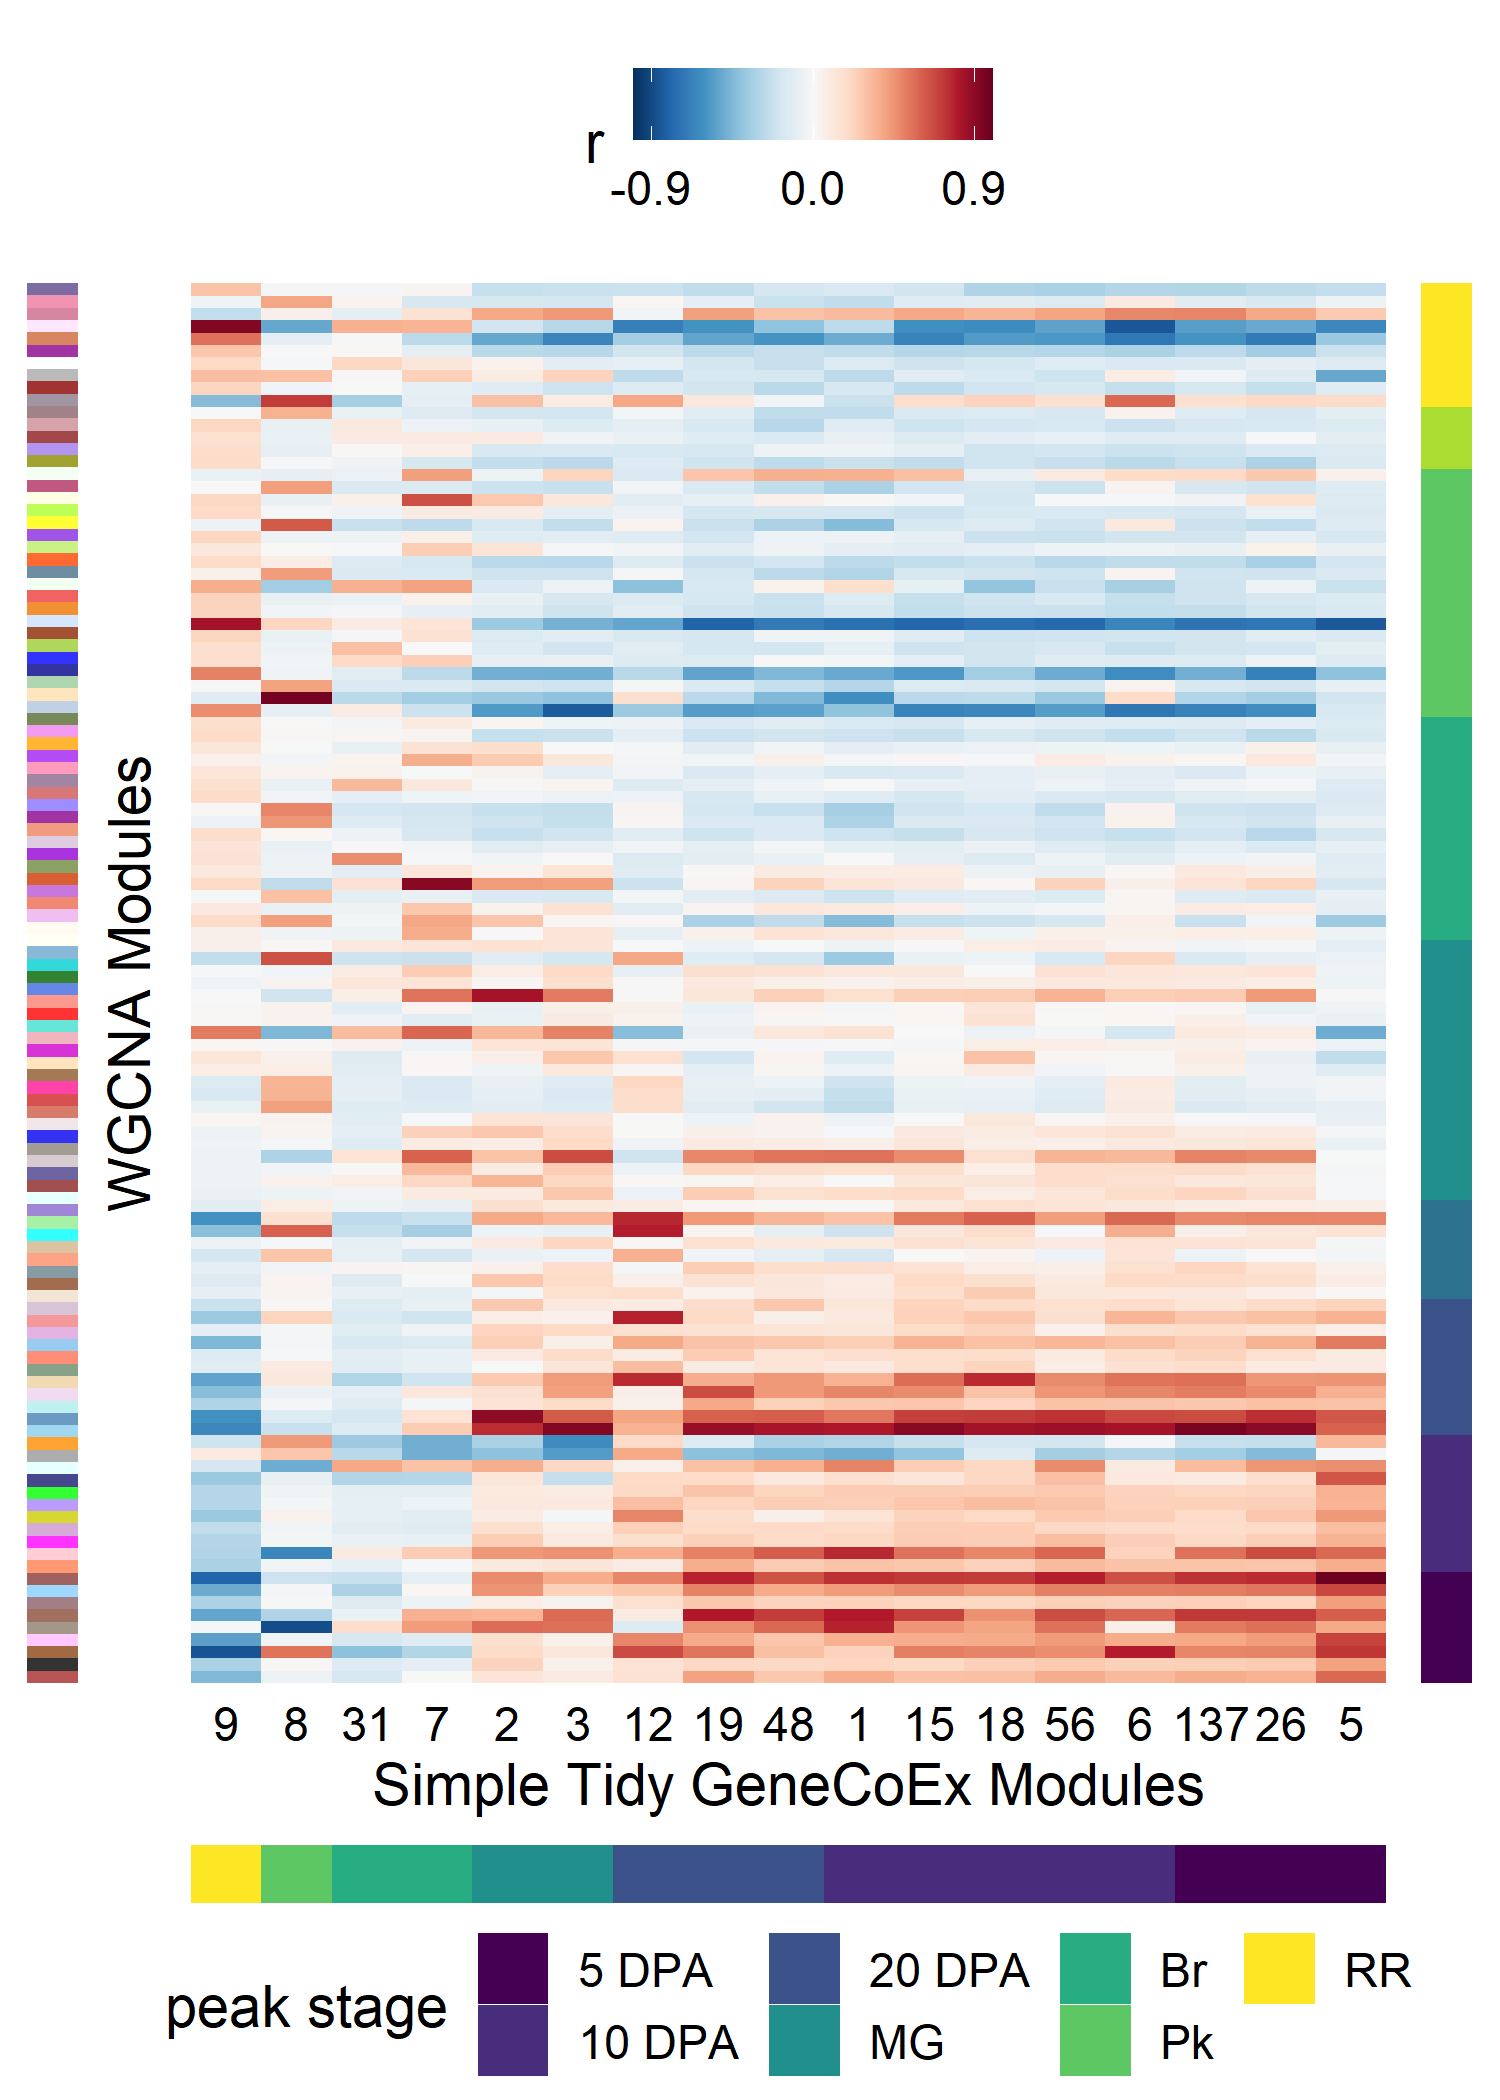 r
-0.9 0.0 0.9
WGCNA Modules
9 8 31 7 2 3 12 19 48 1 15 18 56 6 137 26 5
Simple Tidy GeneCoEx Modules
peak stage
5 DPA 20 DPA Br RR
10 DPA MG Pk